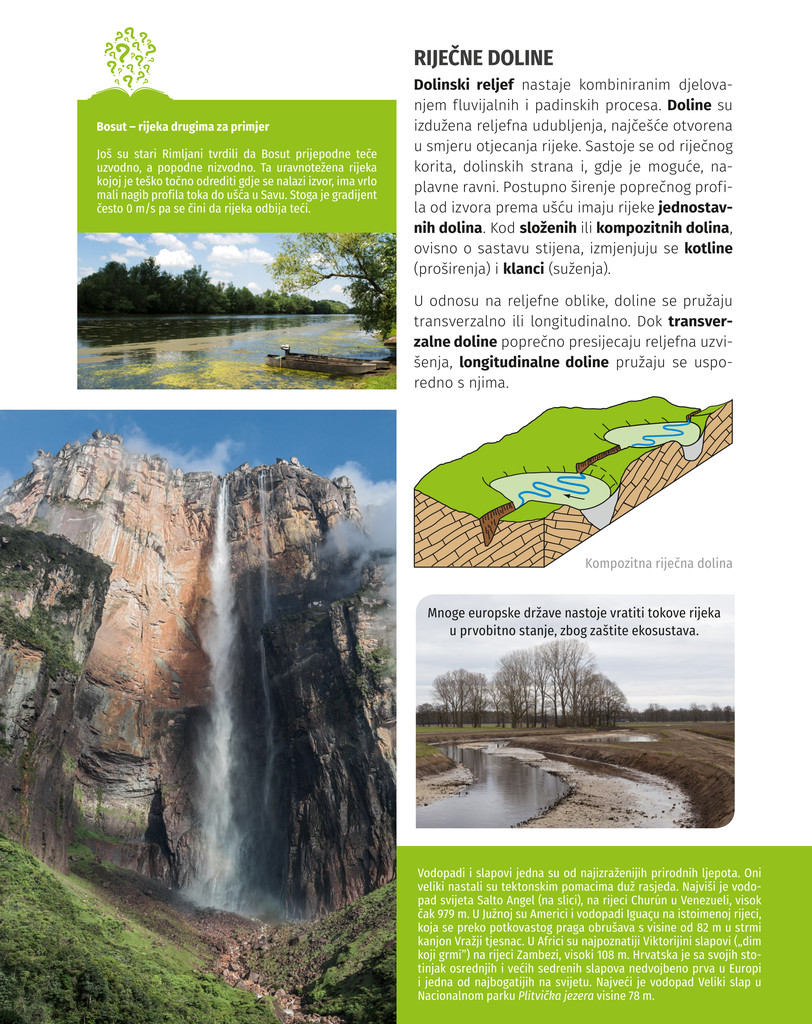 Bosut – rijeka drugima za primjer
Još su stari Rimljani tvrdili da Bosut prijepodne teče
uzvodno, a popodne nizvodno. Ta uravnotežena rijeka
kojoj je teško točno odrediti gdje se nalazi izvor, ima vrlo
mali nagib profila toka do ušća u Savu. Stoga je gradijent
često 0 m/s pa se čini da rijeka odbija teći.
RIJEČNE DOLINE
Dolinski reljef nastaje kombiniranim djelova-
njem fluvijalnih i padinskih procesa. Doline su
izdužena reljefna udubljenja, najčešće otvorena
u smjeru otjecanja rijeke. Sastoje se od riječnog
korita, dolinskih strana i, gdje je moguće, na-
plavne ravni. Postupno širenje poprečnog profi-
la od izvora prema ušću imaju rijeke jednostav-
nih dolina. Kod složenih ili kompozitnih dolina,
ovisno o sastavu stijena, izmjenjuju se kotline
(proširenja) i klanci (suženja).
U odnosu na reljefne oblike, doline se pružaju
transverzalno ili longitudinalno. Dok transver-
zalne doline poprečno presijecaju reljefna uzvi-
šenja, longitudinalne doline pružaju se uspo-
redno s njima.
Kompozitna riječna dolina
Mnoge europske države nastoje vratiti tokove rijeka
u prvobitno stanje, zbog zaštite ekosustava.
Vodopadi i slapovi jedna su od najizraženijih prirodnih ljepota. Oni
veliki nastali su tektonskim pomacima duž rasjeda. Najviši je vodo-
pad svijeta Salto Angel (na slici), na rijeci Churún u Venezueli, visok
čak 979 m. U Južnoj su Americi i vodopadi Iguaçu na istoimenoj rijeci,
koja se preko potkovastog praga obrušava s visine od 82 m u strmi
kanjon Vražji tjesnac. U Africi su najpoznatiji Viktorijini slapovi („dim
koji grmi”) na rijeci Zambezi, visoki 108 m. Hrvatska je sa svojih sto-
tinjak osrednjih i većih sedrenih slapova nedvojbeno prva u Europi
i jedna od najbogatijih na svijetu. Najveći je vodopad Veliki slap u
Nacionalnom parku Plitvička jezera visine 78 m.